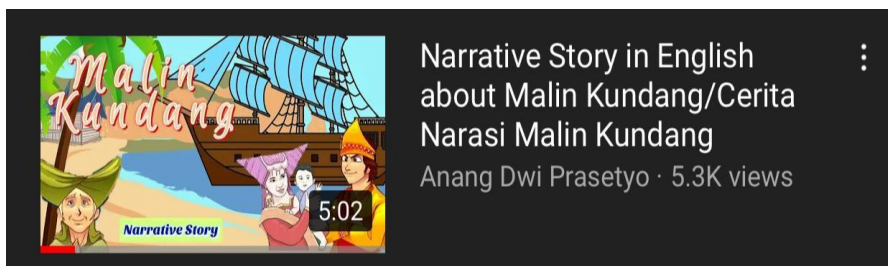 Malin
Kundang
Narrative Story
5:02
Narrative Story in English
about Malin Kundang/Cerita
Narasi Malin Kundang
Anang Dwi Prasetyo · 5.3K views